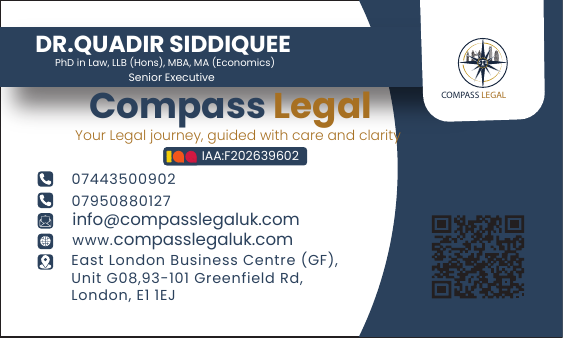 DR.QUADIR SIDDIQUEE
PhD in Law, LLB (Hons), MBA, MA (Economics)
Senior Executive
COMPASS LEGAL
Compass Legal
Your Legal journey, guided with care and clarity
IAA:F202639602
07443500902
07950880127
info@compasslegaluk.com
www.compasslegaluk.com
East London Business Centre (GF),
Unit G08,93-101 Greenfield Rd,
London, E1 1EJ